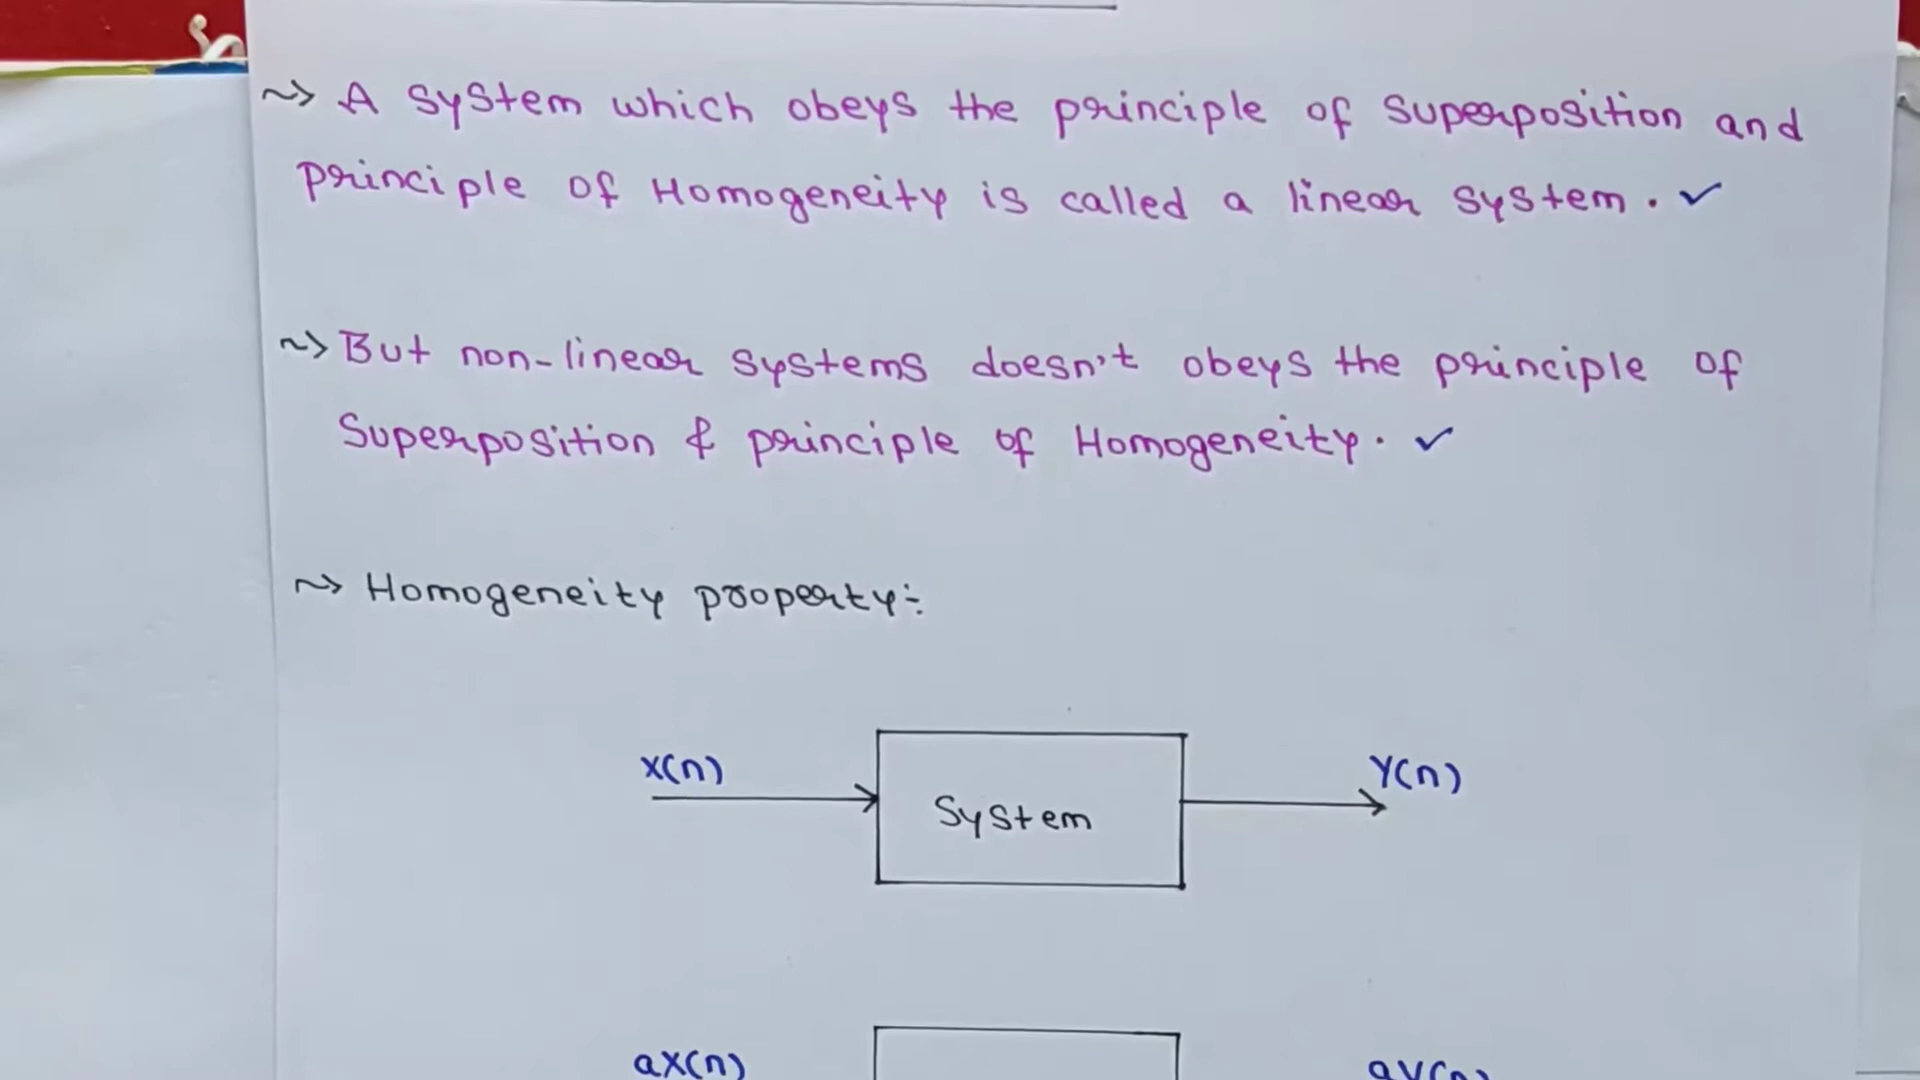 ~> A system which obeys the principle of superposition and
principle of Homogeneity is called a linear system. ✓
~> But non-linear systems doesn't obeys the principle of
Superposition & principle of Homogeneity. ✓
~> Homogeneity property:-
x(n)
System
Y(n)
ax(n)
ay(n)